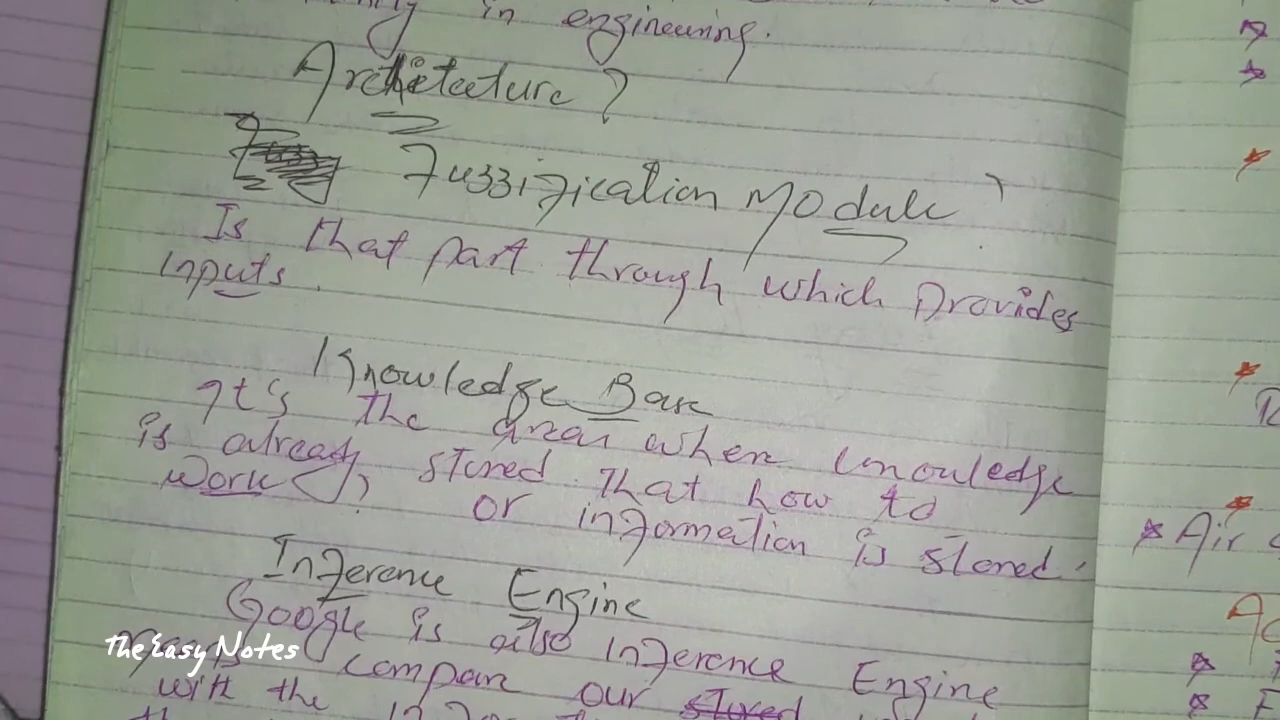 in engineering.
Architecture?
Fuzzification Module
Is that part through which Provides
inputs.
Knowledge Base
It's the area where knowledge
is already stored that how to
work
or information is stored.
Inference Engine
Google is also inference Engine
compare our stored
with the
The Easy Notes
Air